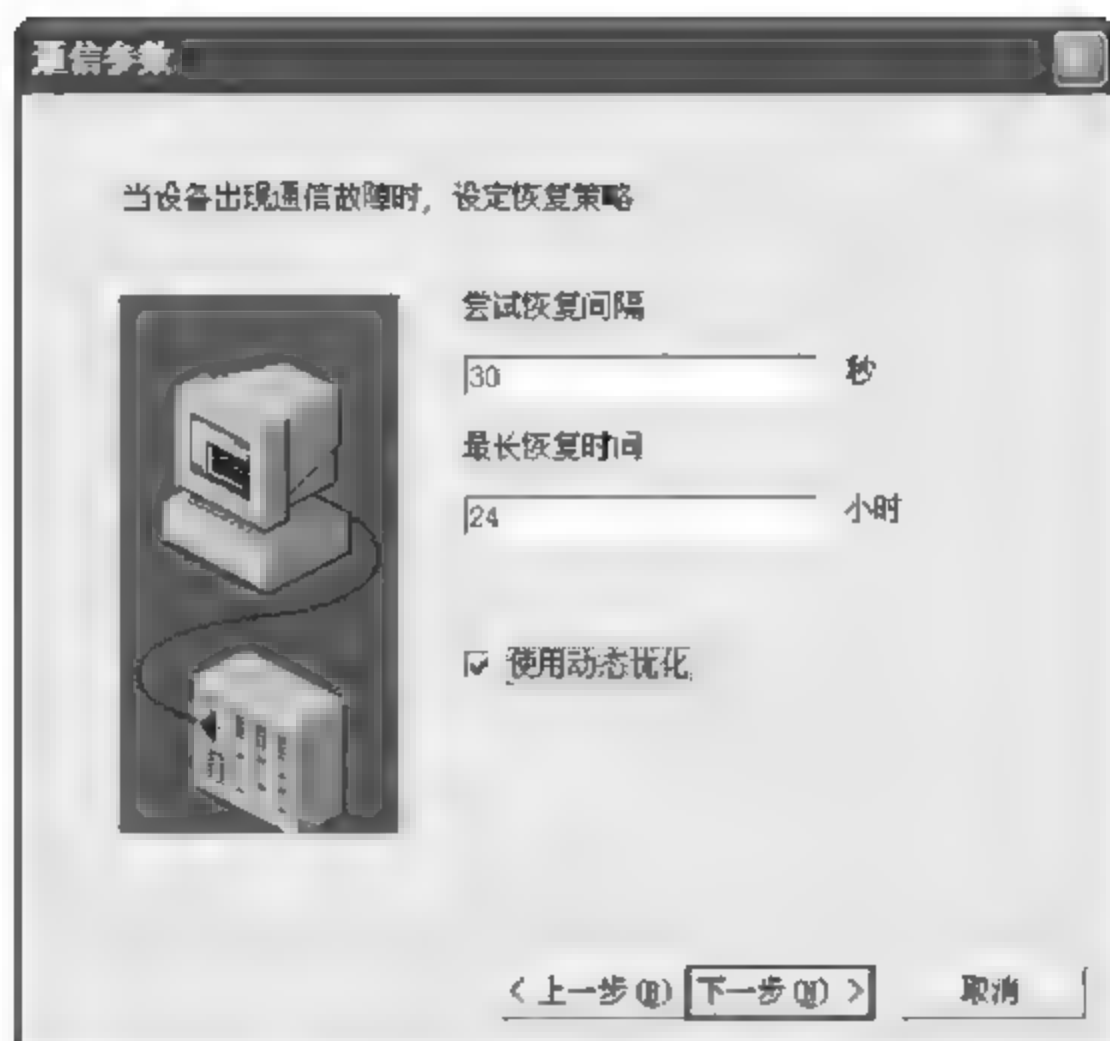 通信参数
当设备出现通信故障时，设定恢复策略
尝试恢复间隔
30 秒
最长恢复时间
24 小时
使用动态优化
< 上一步(B) 下一步(N) > 取消